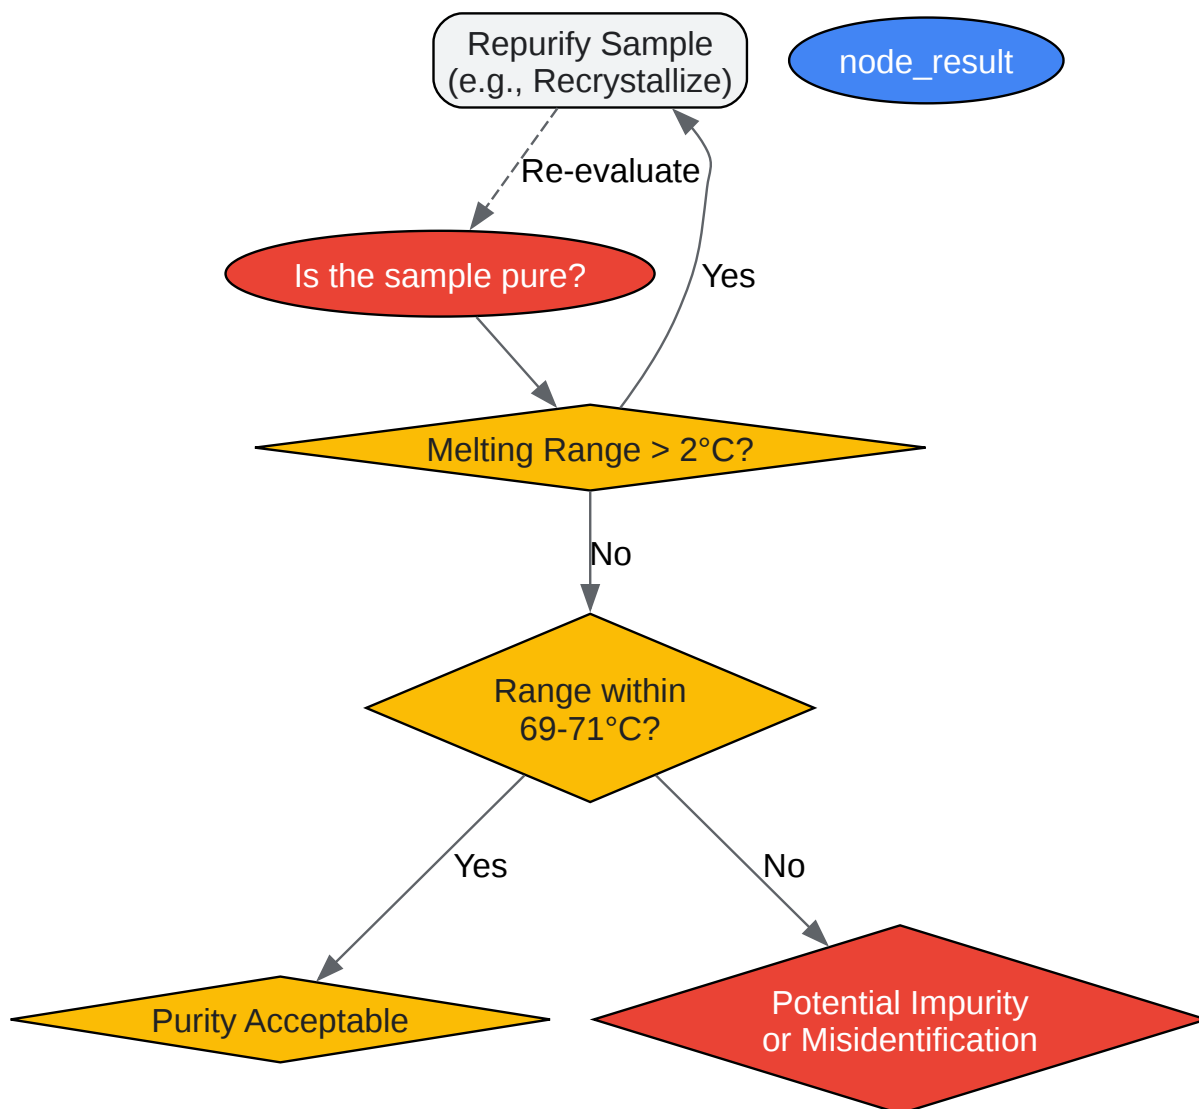 Repurify Sample
(e.g., Recrystallize)
node_result
Re-evaluate
Is the sample pure?
Yes
Melting Range > 2°C?
No
Range within
69-71°C?
Yes
No
Purity Acceptable
Potential Impurity
or Misidentification